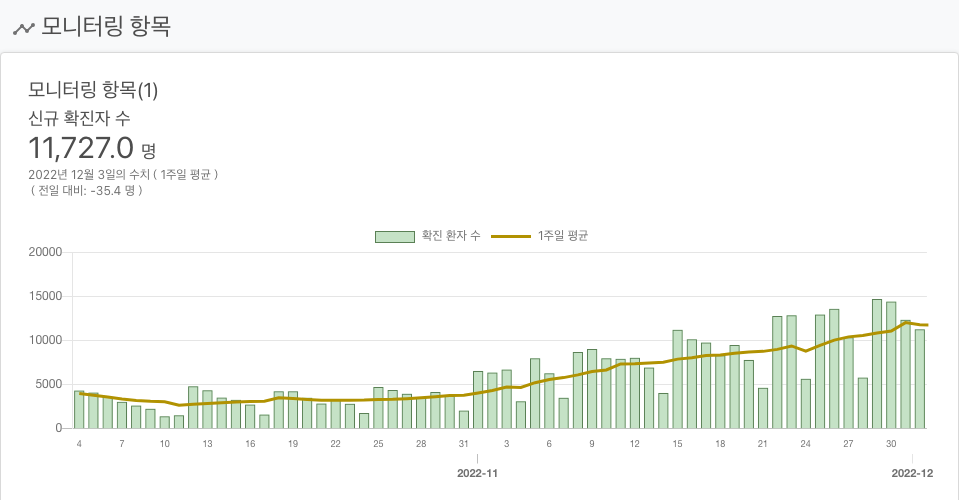 모니터링 항목
모니터링 항목(1)
신규 확진자 수
11,727.0 명
2022년 12월 3일의 수치 ( 1주일 평균 )
( 전일 대비: -35.4 명 )
확진 환자 수 1주일 평균
20000
15000
10000
5000
0
4 7 10 13 16 19 22 25 28 31 3 6 9 12 15 18 21 24 27 30
2022-11 2022-12